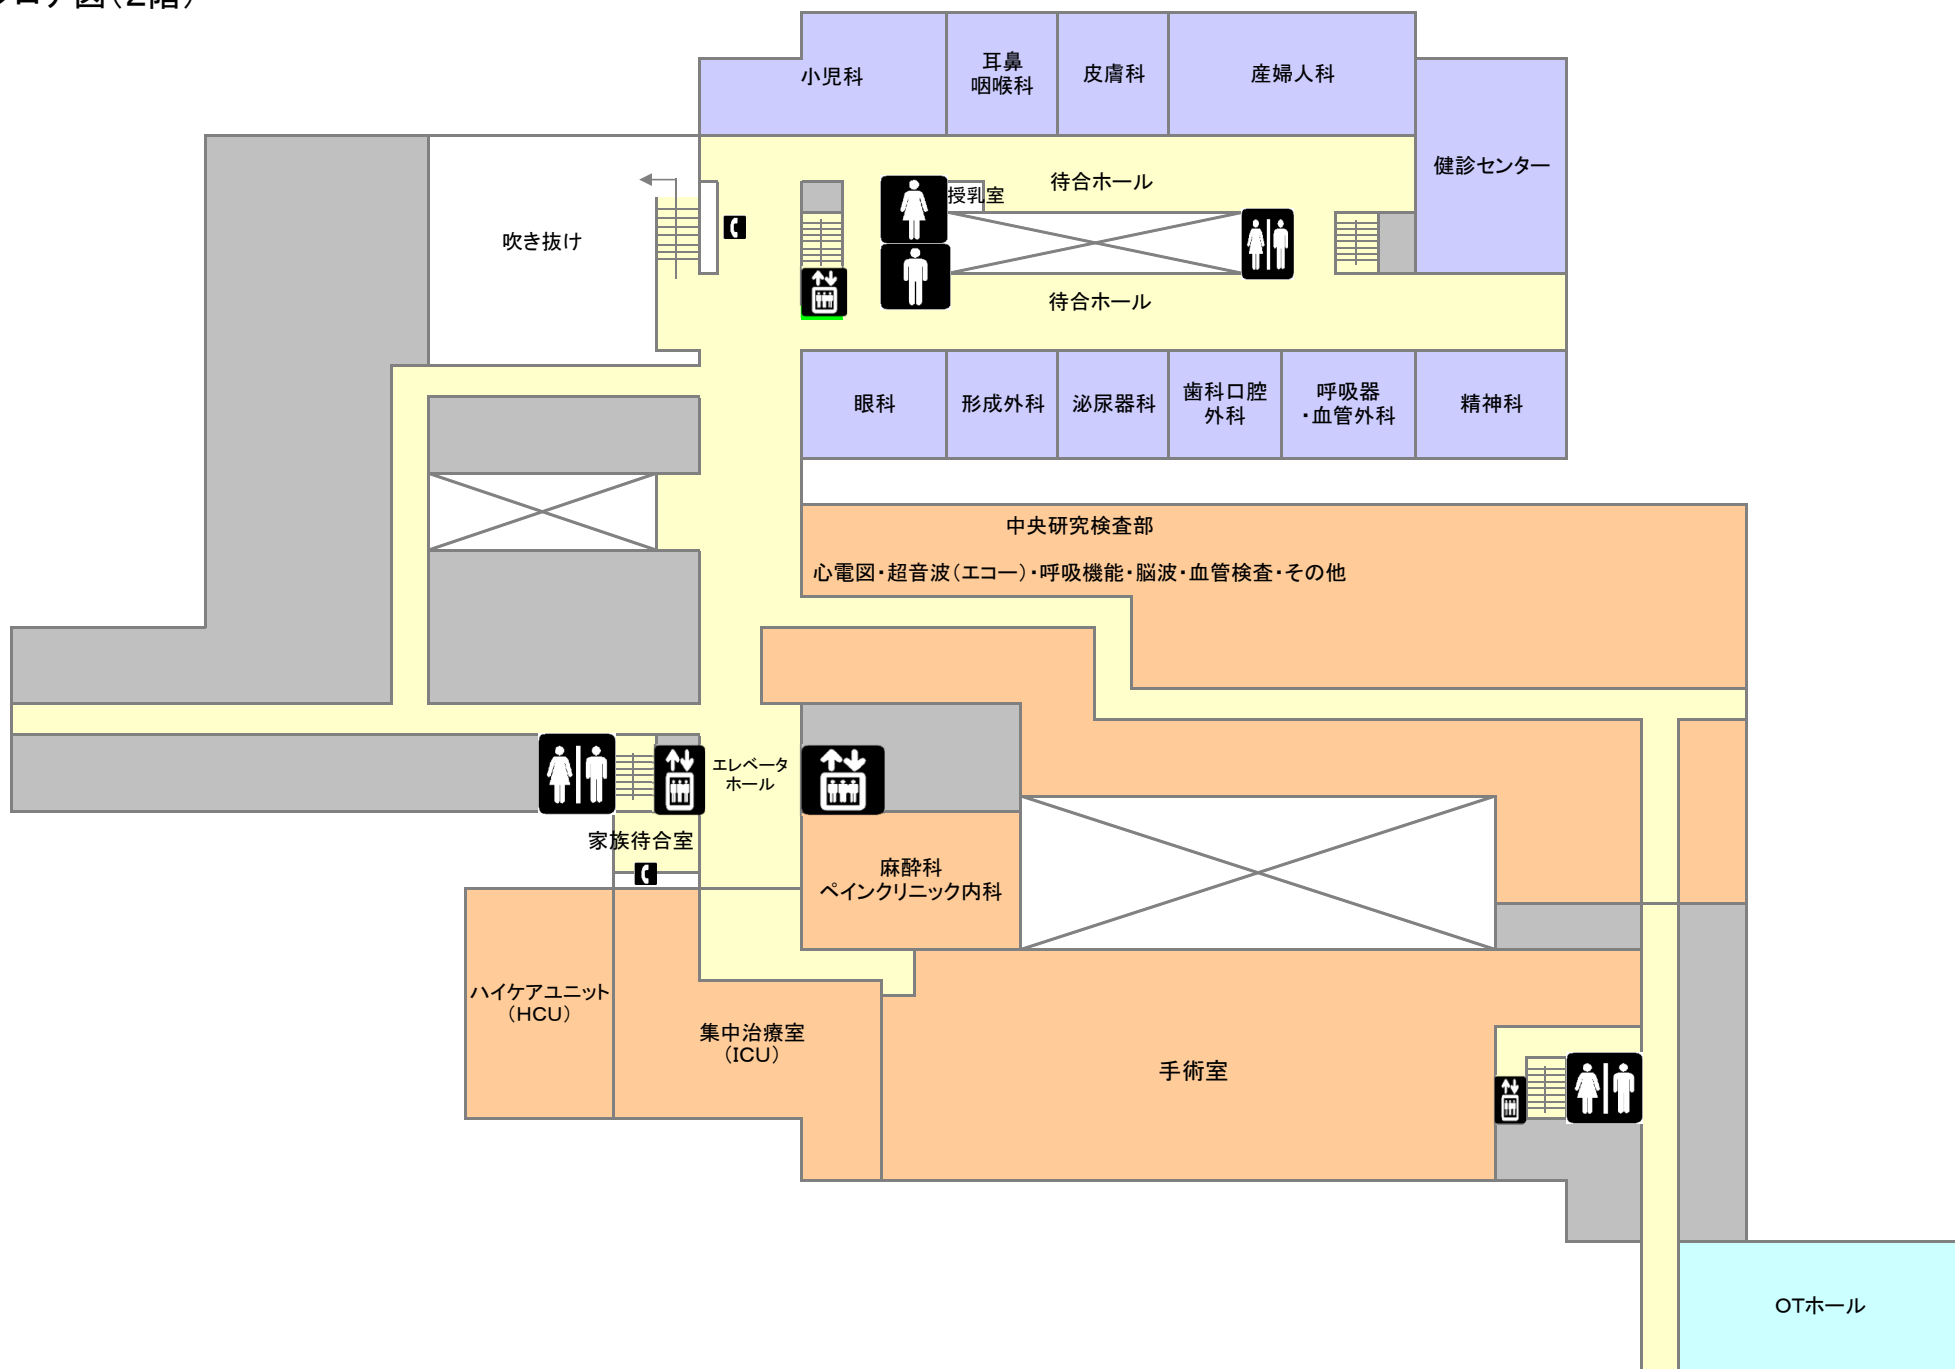 フロア図(2階)
小児科
耳鼻
咽喉科
皮膚科
産婦人科
健診センター
待合ホール
授乳室
吹き抜け
待合ホール
眼科
形成外科
泌尿器科
歯科口腔
外科
呼吸器
・血管外科
精神科
中央研究検査部
心電図・超音波(エコー)・呼吸機能・脳波・血管検査・その他
エレベータ
ホール
家族待合室
麻酔科
ペインクリニック内科
ハイケアユニット
(HCU)
集中治療室
(ICU)
手術室
OTホール